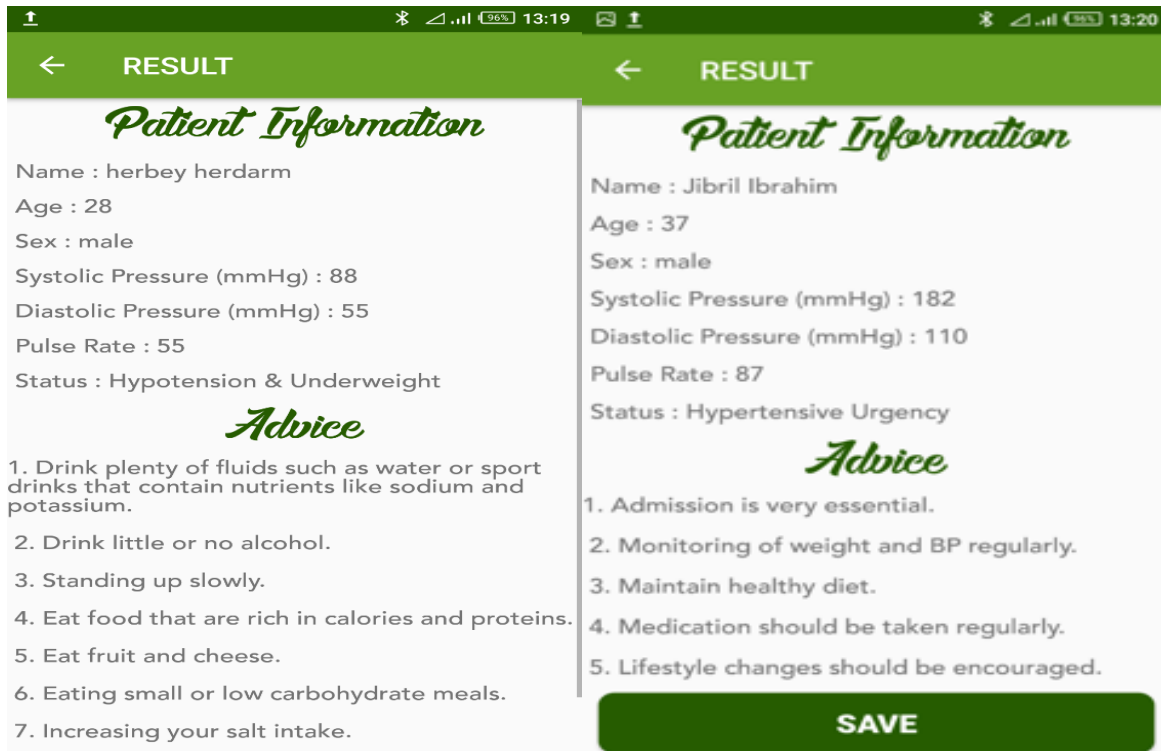 96% 13:19
RESULT
Patient Information
Name : herbey herdarm
Age : 28
Sex : male
Systolic Pressure (mmHg) : 88
Diastolic Pressure (mmHg) : 55
Pulse Rate : 55
Status : Hypotension & Underweight
Advice
1. Drink plenty of fluids such as water or sport
drinks that contain nutrients like sodium and
potassium.
2. Drink little or no alcohol.
3. Standing up slowly.
4. Eat food that are rich in calories and proteins.
5. Eat fruit and cheese.
6. Eating small or low carbohydrate meals.
7. Increasing your salt intake.
13:20
RESULT
Patient Information
Name : Jibril Ibrahim
Age : 37
Sex : male
Systolic Pressure (mmHg) : 182
Diastolic Pressure (mmHg) : 110
Pulse Rate : 87
Status : Hypertensive Urgency
Advice
1. Admission is very essential.
2. Monitoring of weight and BP regularly.
3. Maintain healthy diet.
4. Medication should be taken regularly.
5. Lifestyle changes should be encouraged.
SAVE